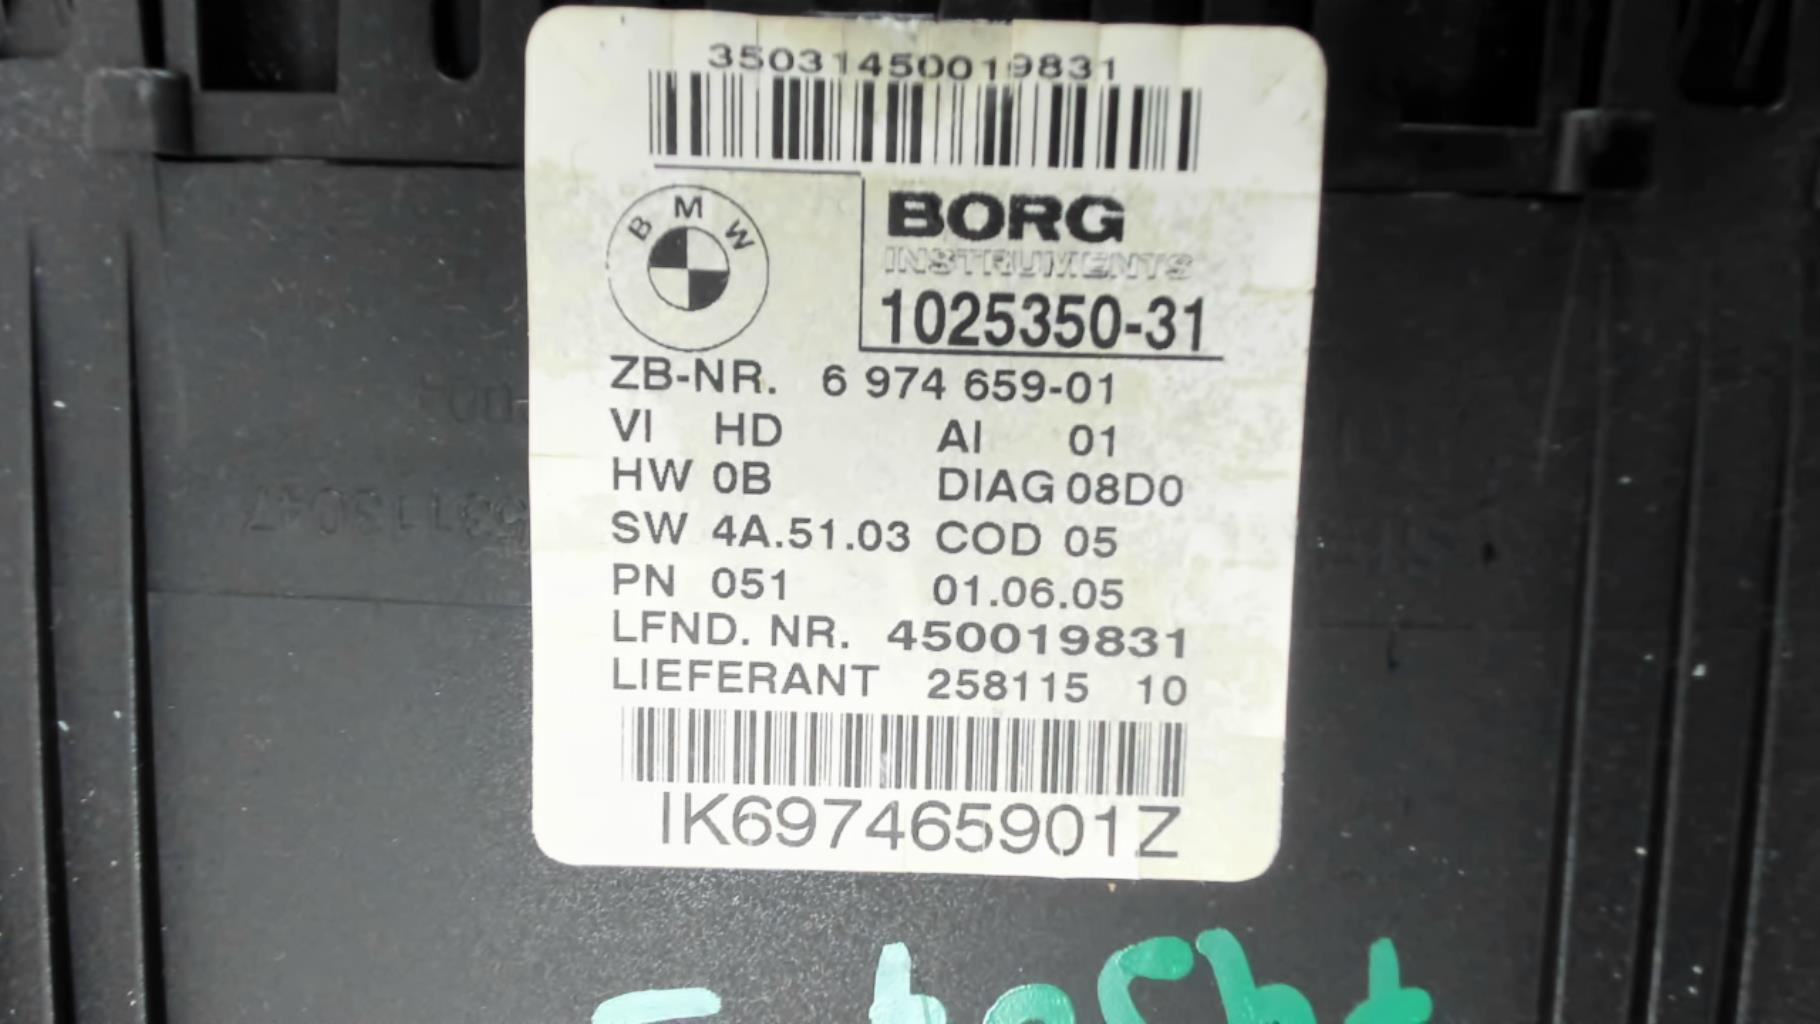 35031450019831
BMW
BORG
INSTRUMENTS
1025350-31
ZB-NR. 6 974 659-01
VI HD AI 01
HW 0B DIAG 08D0
SW 4A.51.03 COD 05
PN 051 01.06.05
LFND. NR. 450019831
LIEFERANT 258115 10
IK697465901Z